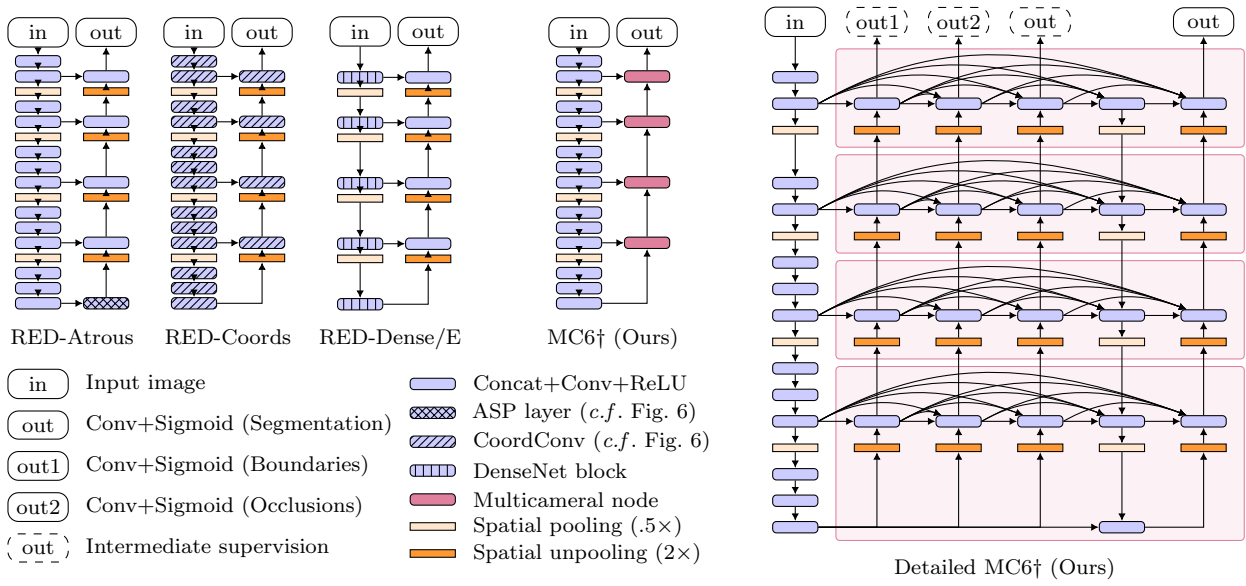 in out in out in out in out
RED-Atrous RED-Coords RED-Dense/E MC6† (Ours)
in Input image
out Conv+Sigmoid (Segmentation)
out1 Conv+Sigmoid (Boundaries)
out2 Conv+Sigmoid (Occlusions)
out Intermediate supervision
Concat+Conv+ReLU
ASP layer (c.f. Fig. 6)
CoordConv (c.f. Fig. 6)
DenseNet block
Multicameral node
Spatial pooling (.5×)
Spatial unpooling (2×)
in out1 out2 out out
Detailed MC6† (Ours)